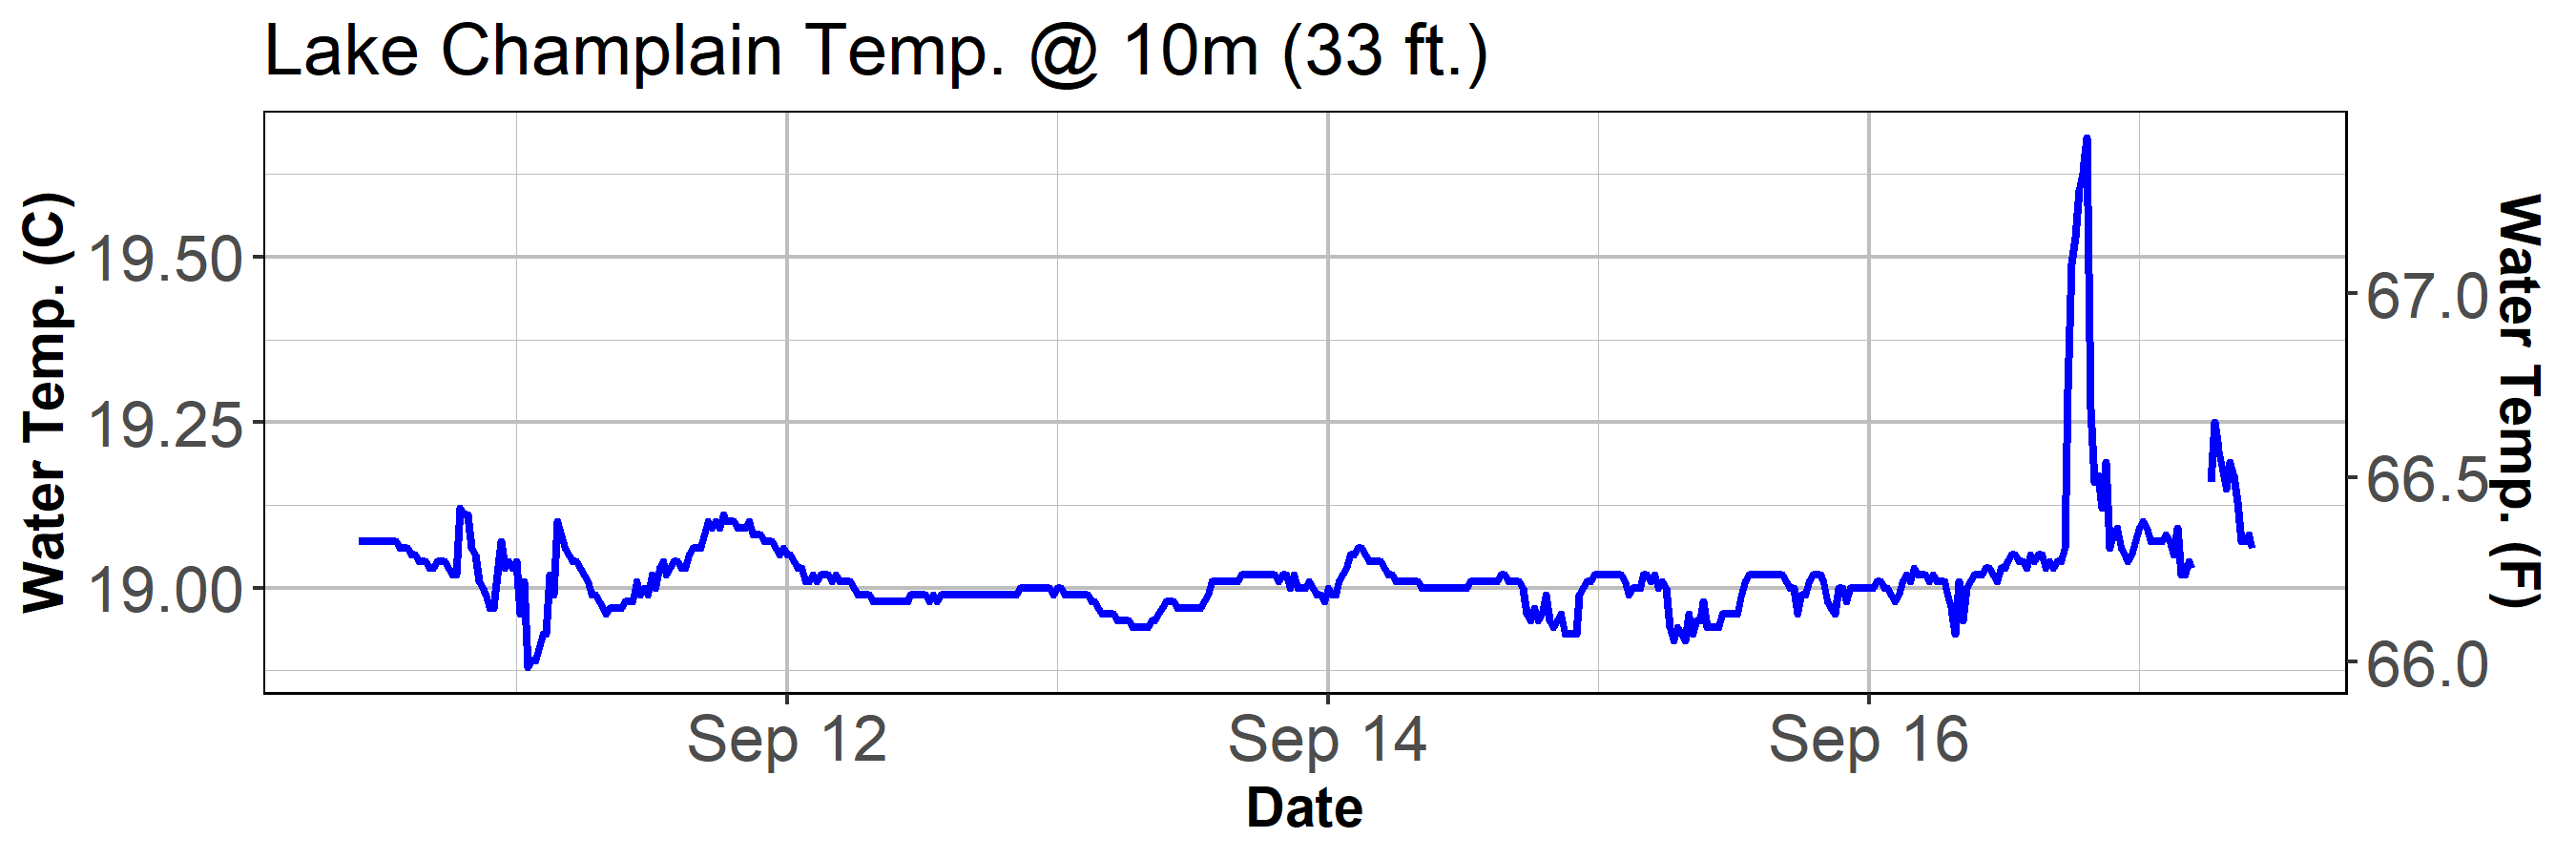 Lake Champlain Temp. @ 10m (33 ft.)
Water Temp. (C)
19.50
19.25
19.00
67.0
66.5
66.0
Water Temp. (F)
Sep 12
Sep 14
Sep 16
Date